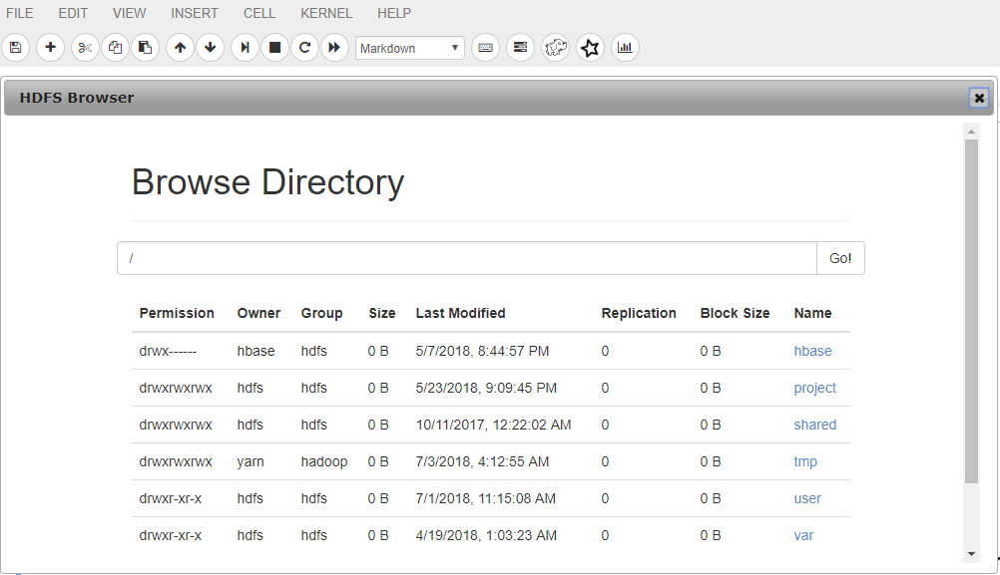 FILE EDIT VIEW INSERT CELL KERNEL HELP
Markdown
HDFS Browser
Browse Directory
/ Go!
Permission Owner Group Size Last Modified Replication Block Size Name
drwx------ hbase hdfs 0 B 5/7/2018, 8:44:57 PM 0 0 B hbase
drwxrwxrwx hdfs hdfs 0 B 5/23/2018, 9:09:45 PM 0 0 B project
drwxrwxrwx hdfs hdfs 0 B 10/11/2017, 12:22:02 AM 0 0 B shared
drwxrwxrwx yarn hadoop 0 B 7/3/2018, 4:12:55 AM 0 0 B tmp
drwxr-xr-x hdfs hdfs 0 B 7/1/2018, 11:15:08 AM 0 0 B user
drwxr-xr-x hdfs hdfs 0 B 4/19/2018, 1:03:23 AM 0 0 B var